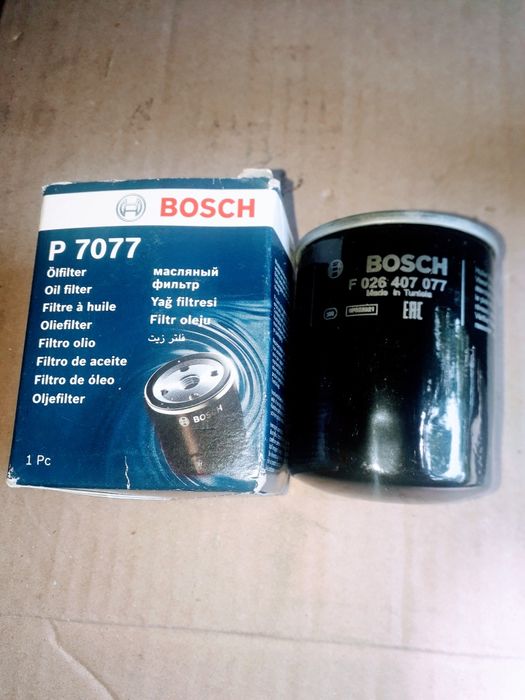 BOSCH
P 7077
Ölfilter
Oil filter
Filtre à huile
Oliefilter
Filtro olio
Filtro de aceite
Filtro de óleo
Oljefilter
масляный
фильтр
Yağ filtresi
Filtr oleju
فلتر زيت
BOSCH
1 Pc
BOSCH
F 026 407 077
Made in Tunisia
EAC